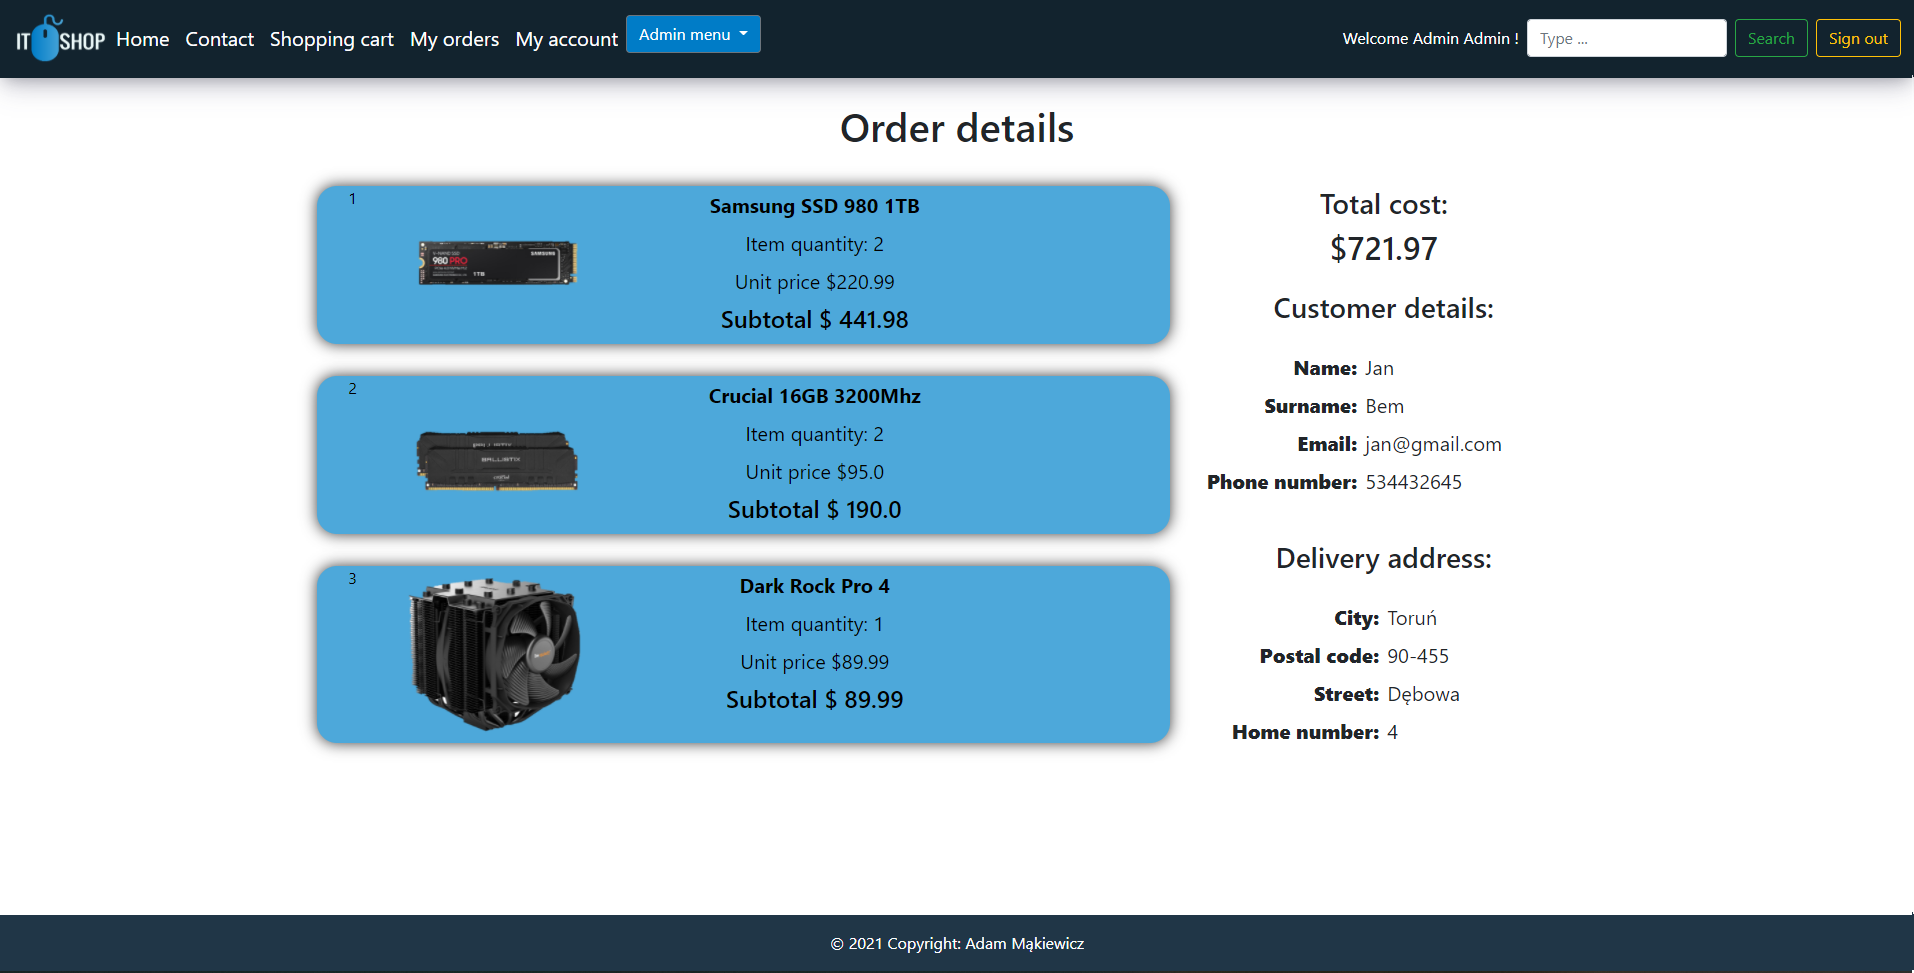 IT SHOP Home Contact Shopping cart My orders My account Admin menu Welcome Admin Admin ! Type ... Search Sign out
Order details
1
Samsung SSD 980 1TB
Item quantity: 2
Unit price $220.99
Subtotal $ 441.98
980 PRO
SAMSUNG
1TB
2
Crucial 16GB 3200Mhz
Item quantity: 2
Unit price $95.0
Subtotal $ 190.0
BALLISTIX
3
Dark Rock Pro 4
Item quantity: 1
Unit price $89.99
Subtotal $ 89.99
Total cost:
$721.97
Customer details:
Name: Jan
Surname: Bem
Email: jan@gmail.com
Phone number: 534432645
Delivery address:
City: Toruń
Postal code: 90-455
Street: Dębowa
Home number: 4
© 2021 Copyright: Adam Mąkiewicz